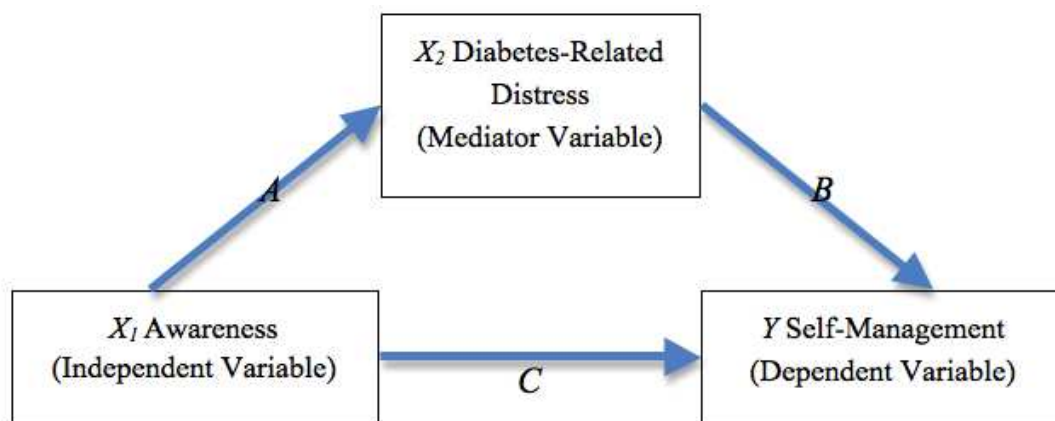 X₂ Diabetes-Related
Distress
(Mediator Variable)
A
B
X₁ Awareness
(Independent Variable)
C
Y Self-Management
(Dependent Variable)